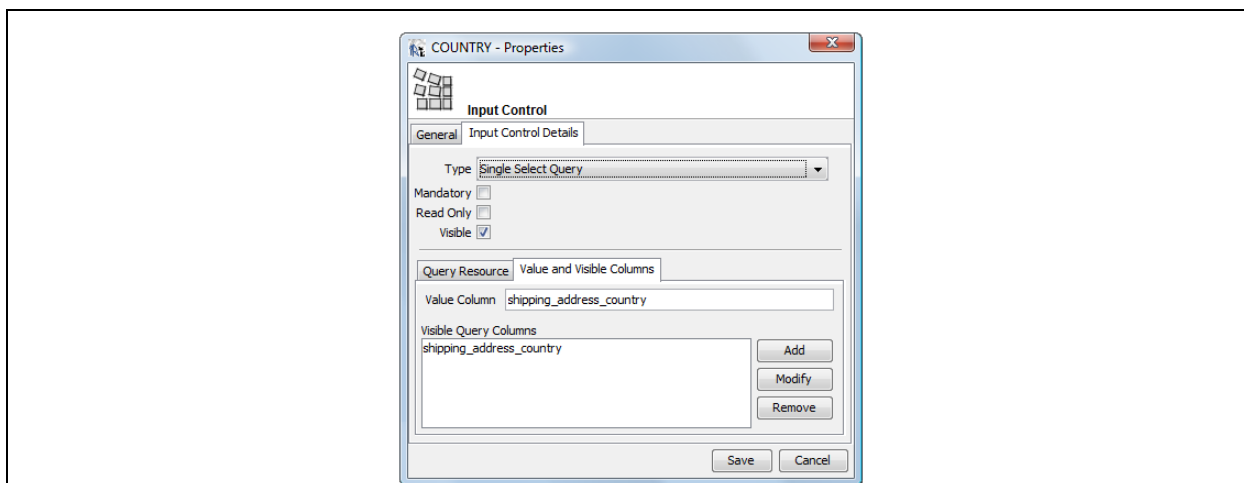 COUNTRY - Properties
Input Control
General Input Control Details
Type Single Select Query
Mandatory
Read Only
Visible
Query Resource Value and Visible Columns
Value Column shipping_address_country
Visible Query Columns
shipping_address_country
Add
Modify
Remove
Save Cancel